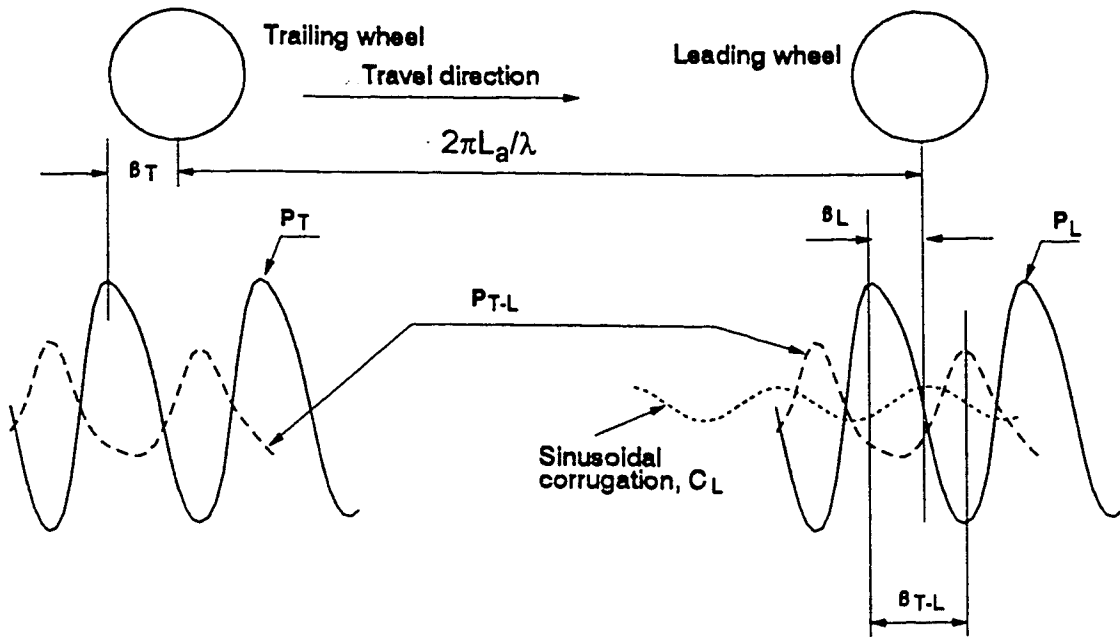 Trailing wheel
Leading wheel
Travel direction
2πLₐ/λ
βT
PT
βL
PL
PT-L
Sinusoidal
corrugation, CL
βT-L